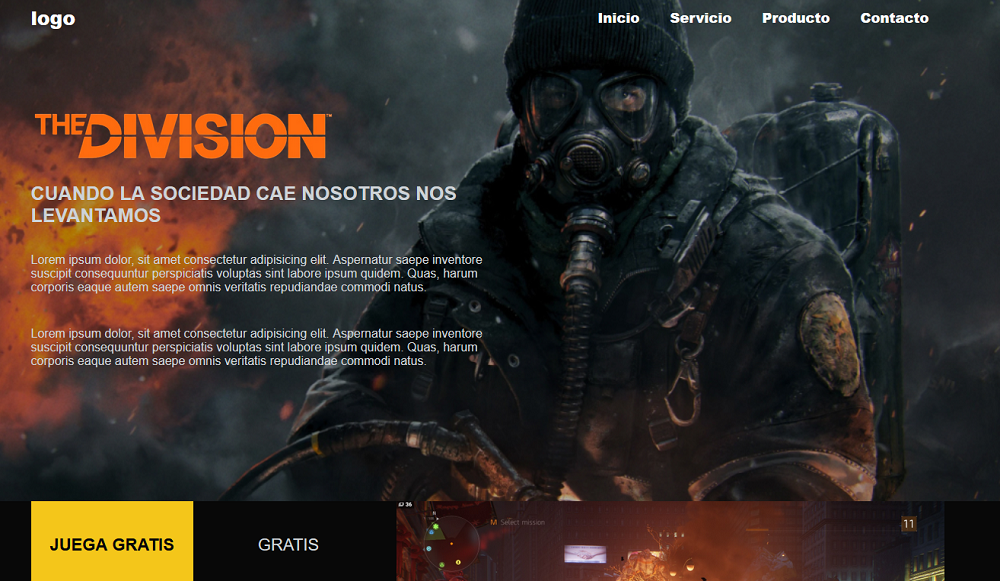 logo
Inicio Servicio Producto Contacto
THE DIVISION™
CUANDO LA SOCIEDAD CAE NOSOTROS NOS
LEVANTAMOS
Lorem ipsum dolor, sit amet consectetur adipisicing elit. Aspernatur saepe inventore
suscipit consequuntur perspiciatis voluptas sint labore ipsum quidem. Quas, harum
corporis eaque autem saepe omnis veritatis repudiandae commodi natus.
Lorem ipsum dolor, sit amet consectetur adipisicing elit. Aspernatur saepe inventore
suscipit consequuntur perspiciatis voluptas sint labore ipsum quidem. Quas, harum
corporis eaque autem saepe omnis veritatis repudiandae commodi natus.
36
M Select mission
11
JUEGA GRATIS
GRATIS